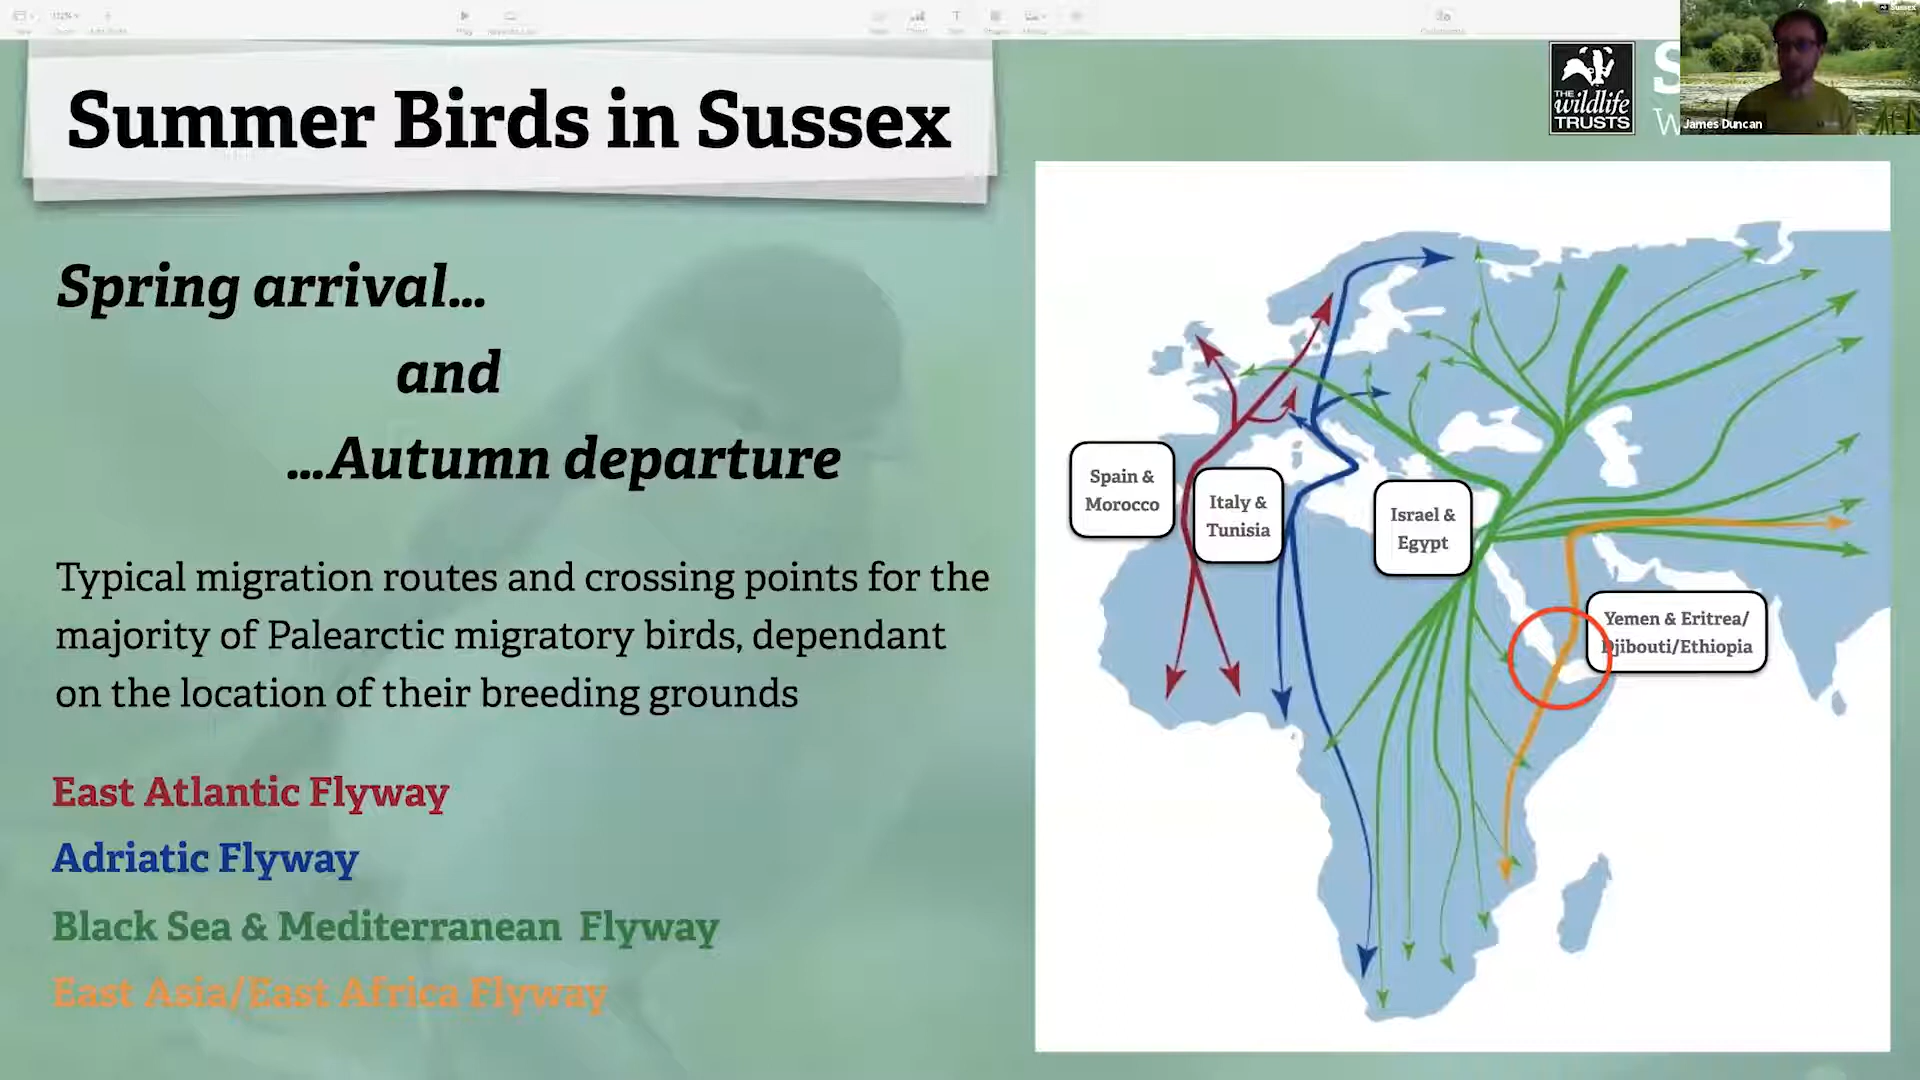 112%
Summer Birds in Sussex
Spring arrival...
and
...Autumn departure
Typical migration routes and crossing points for the
majority of Palearctic migratory birds, dependant
on the location of their breeding grounds
East Atlantic Flyway
Adriatic Flyway
Black Sea & Mediterranean Flyway
East Asia/East Africa Flyway
THE
wildlife
TRUSTS
S
W
Sussex
James Duncan
Spain &
Morocco
Italy &
Tunisia
Israel &
Egypt
Yemen & Eritrea/
Djibouti/Ethiopia